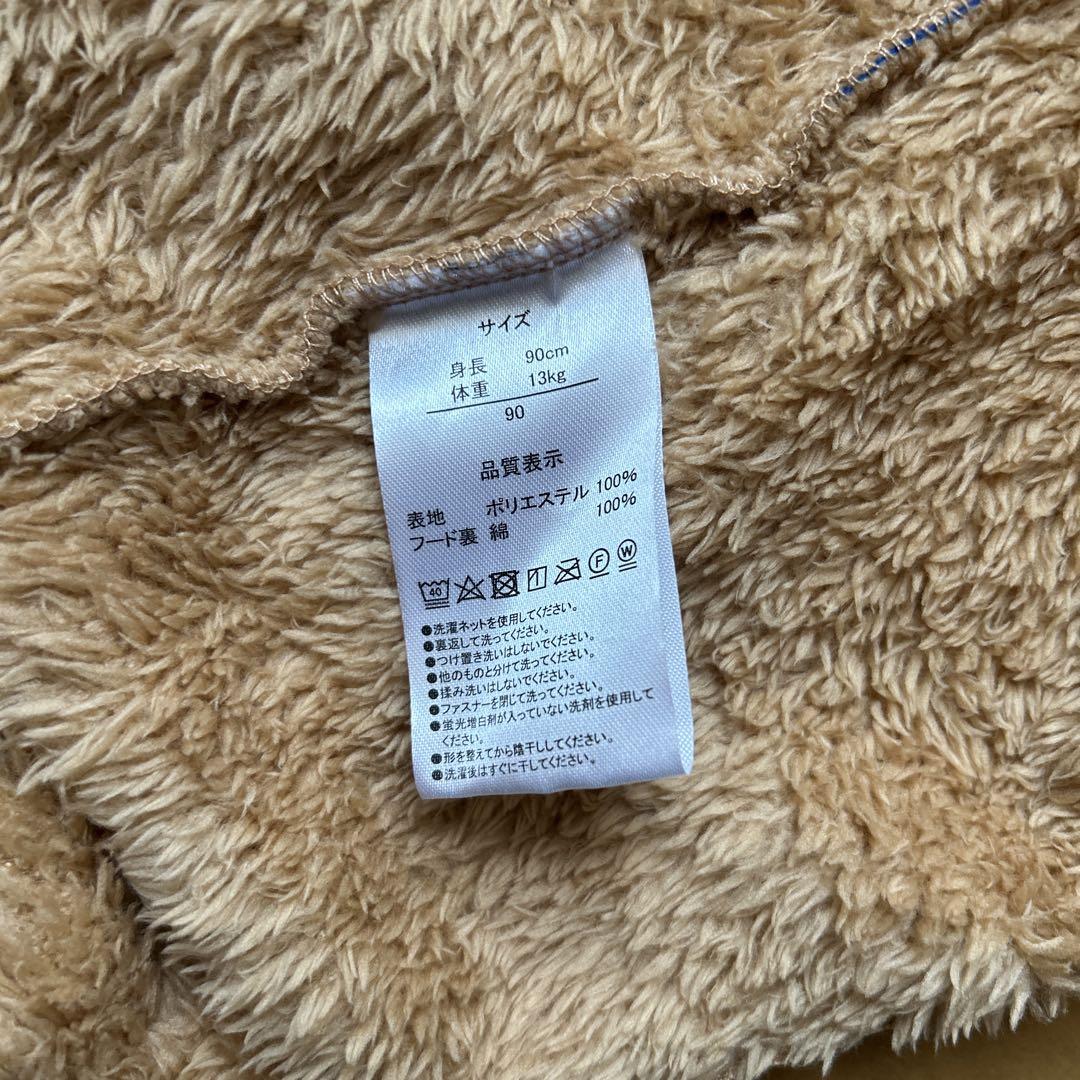 サイズ
身長 90cm
体重 13kg
90
品質表示
表地 ポリエステル 100%
フード裏 綿 100%
40 F W
●洗濯ネットを使用してください。
●裏返して洗ってください。
●つけ置き洗いはしないでください。
●他のものと分けて洗ってください。
●揉み洗いはしないでください。
●ファスナーを閉じて洗ってください。
●蛍光増白剤が入っていない洗剤を使用して
ください。
●形を整えてから陰干ししてください。
●洗濯後はすぐに干してください。